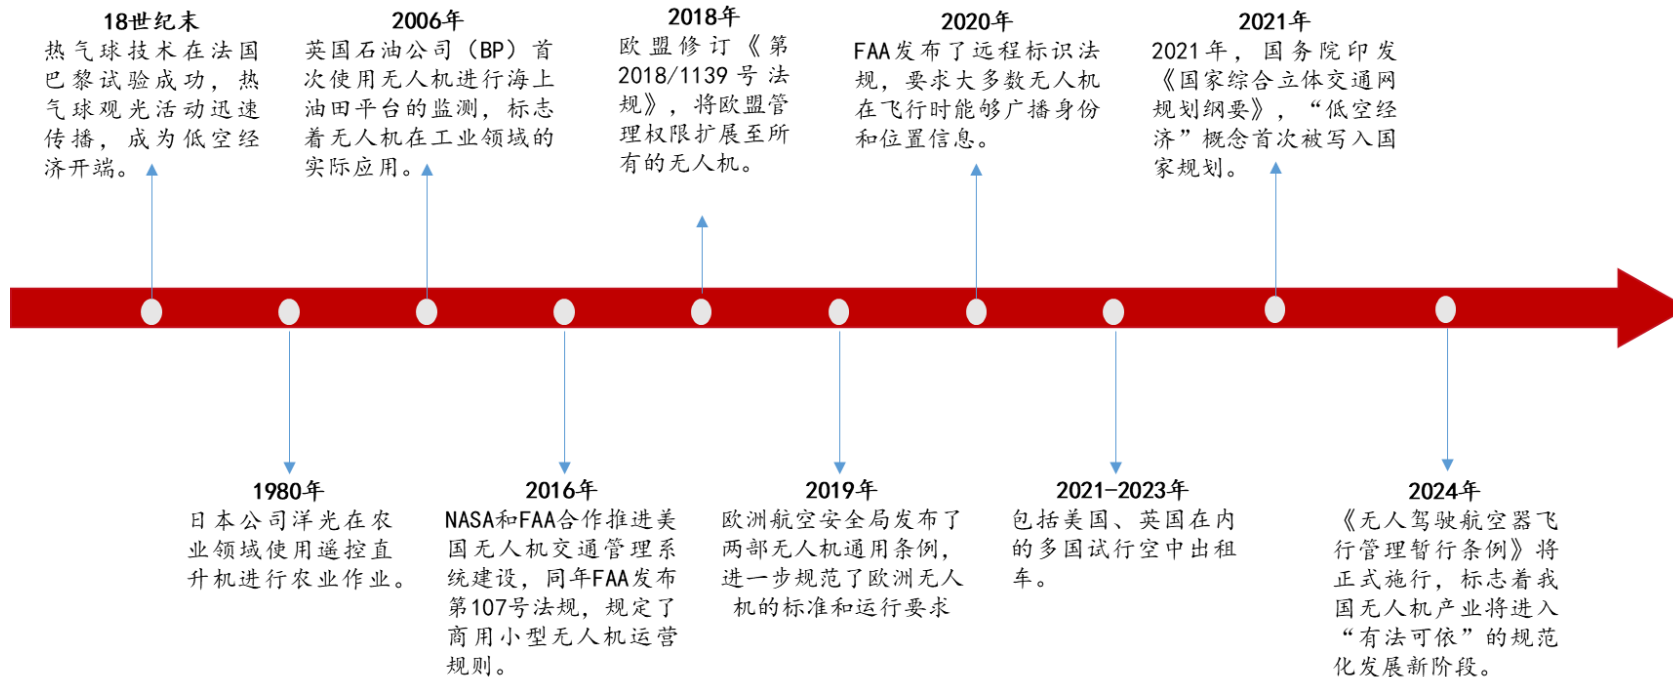 18世纪末
热气球技术在法国
巴黎试验成功，热
气球观光活动迅速
传播，成为低空经
济开端。
2006年
英国石油公司（BP）首
次使用无人机进行海上
油田平台的监测，标志
着无人机在工业领域的
实际应用。
2018年
欧盟修订《第
2018/1139号法
规》，将欧盟管
理权限扩展至所
有的无人机。
2020年
FAA发布了远程标识法
规，要求大多数无人机
在飞行时能够广播身份
和位置信息。
2021年
2021年，国务院印发
《国家综合立体交通网
规划纲要》，“低空经
济”概念首次被写入国
家规划。
1980年
日本公司洋光在农
业领域使用遥控直
升机进行农业作业。
2016年
NASA和FAA合作推进美
国无人机交通管理系
统建设，同年FAA发布
第107号法规，规定了
商用小型无人机运营
规则。
2019年
欧洲航空安全局发布了
两部无人机通用条例，
进一步规范了欧洲无人
机的标准和运行要求
2021-2023年
包括美国、英国在内
的多国试行空中出租
车。
2024年
《无人驾驶航空器飞
行管理暂行条例》将
正式施行，标志着我
国无人机产业将进入
“有法可依”的规范
化发展新阶段。